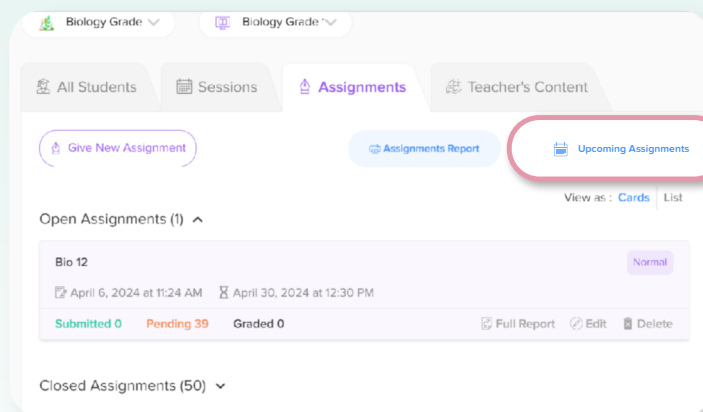 Biology Grade Biology Grade
All Students Sessions Assignments Teacher's Content
Give New Assignment Assignments Report Upcoming Assignments
View as : Cards List
Open Assignments (1)
Bio 12 Normal
April 6, 2024 at 11:24 AM April 30, 2024 at 12:30 PM
Submitted 0 Pending 39 Graded 0 Full Report Edit Delete
Closed Assignments (50)